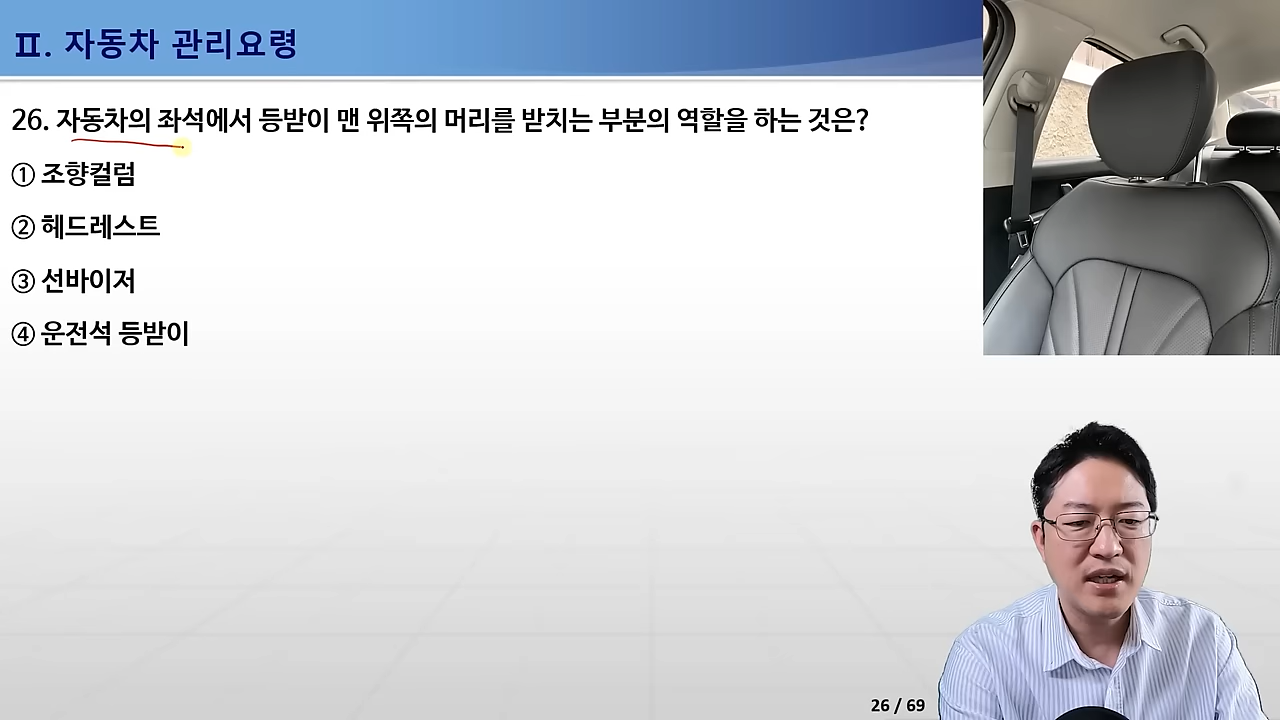 Ⅱ. 자동차 관리요령
26. 자동차의 좌석에서 등받이 맨 위쪽의 머리를 받치는 부분의 역할을 하는 것은?
① 조향컬럼
② 헤드레스트
③ 선바이저
④ 운전석 등받이
26 / 69